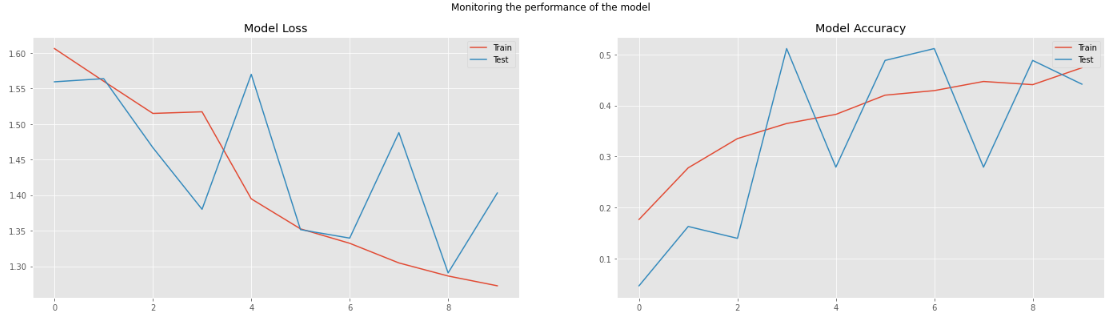 Monitoring the performance of the model
Model Loss
Train
Test
1.60
1.55
1.50
1.45
1.40
1.35
1.30
0 2 4 6 8
Model Accuracy
Train
Test
0.5
0.4
0.3
0.2
0.1
0 2 4 6 8